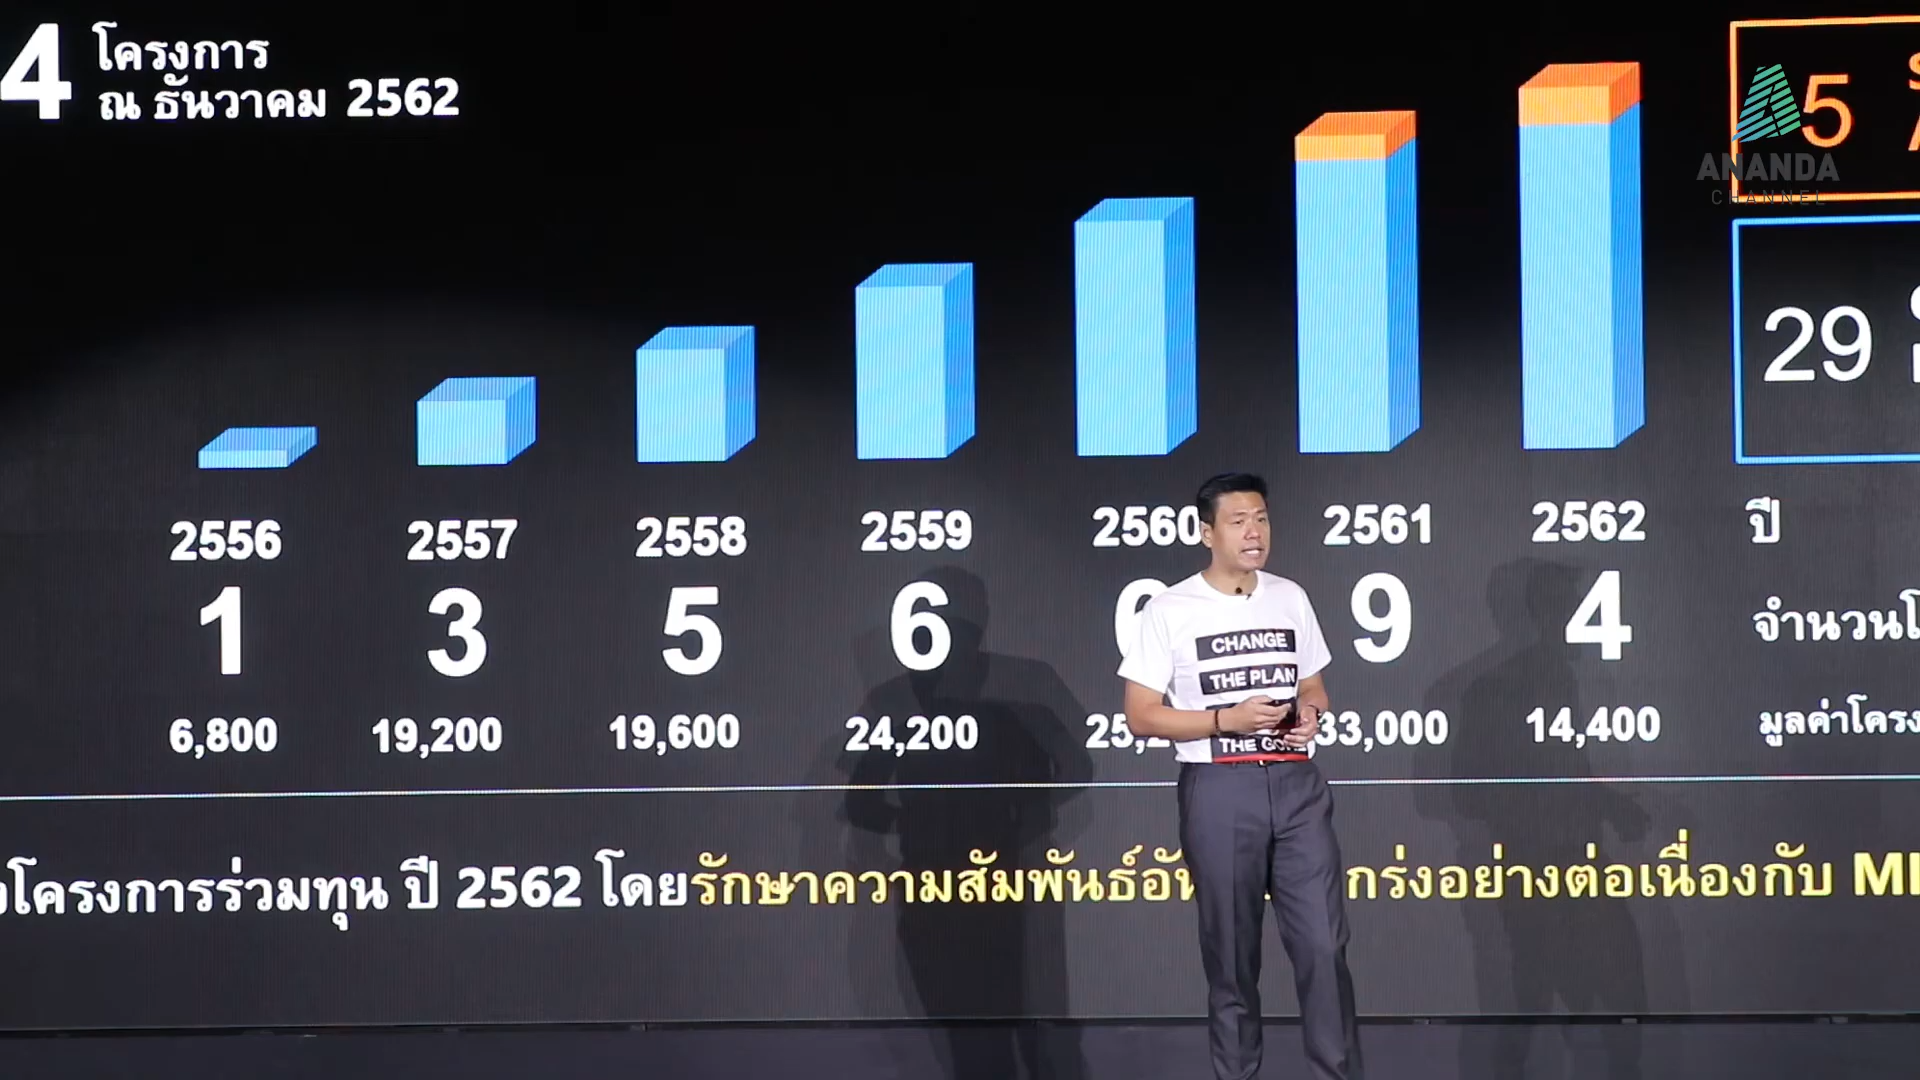 4 โครงการ
ณ ธันวาคม 2562
5
ANANDA
CHANNEL
29
2556 2557 2558 2559 2560 2561 2562 ปี
1 3 5 6 9 4
6,800 19,200 19,600 24,200 33,000 14,400
CHANGE
THE PLAN
THE
โครงการร่วมทุน ปี 2562 โดยรักษาความสัมพันธ์ กร่งอย่างต่อเนื่องกับ